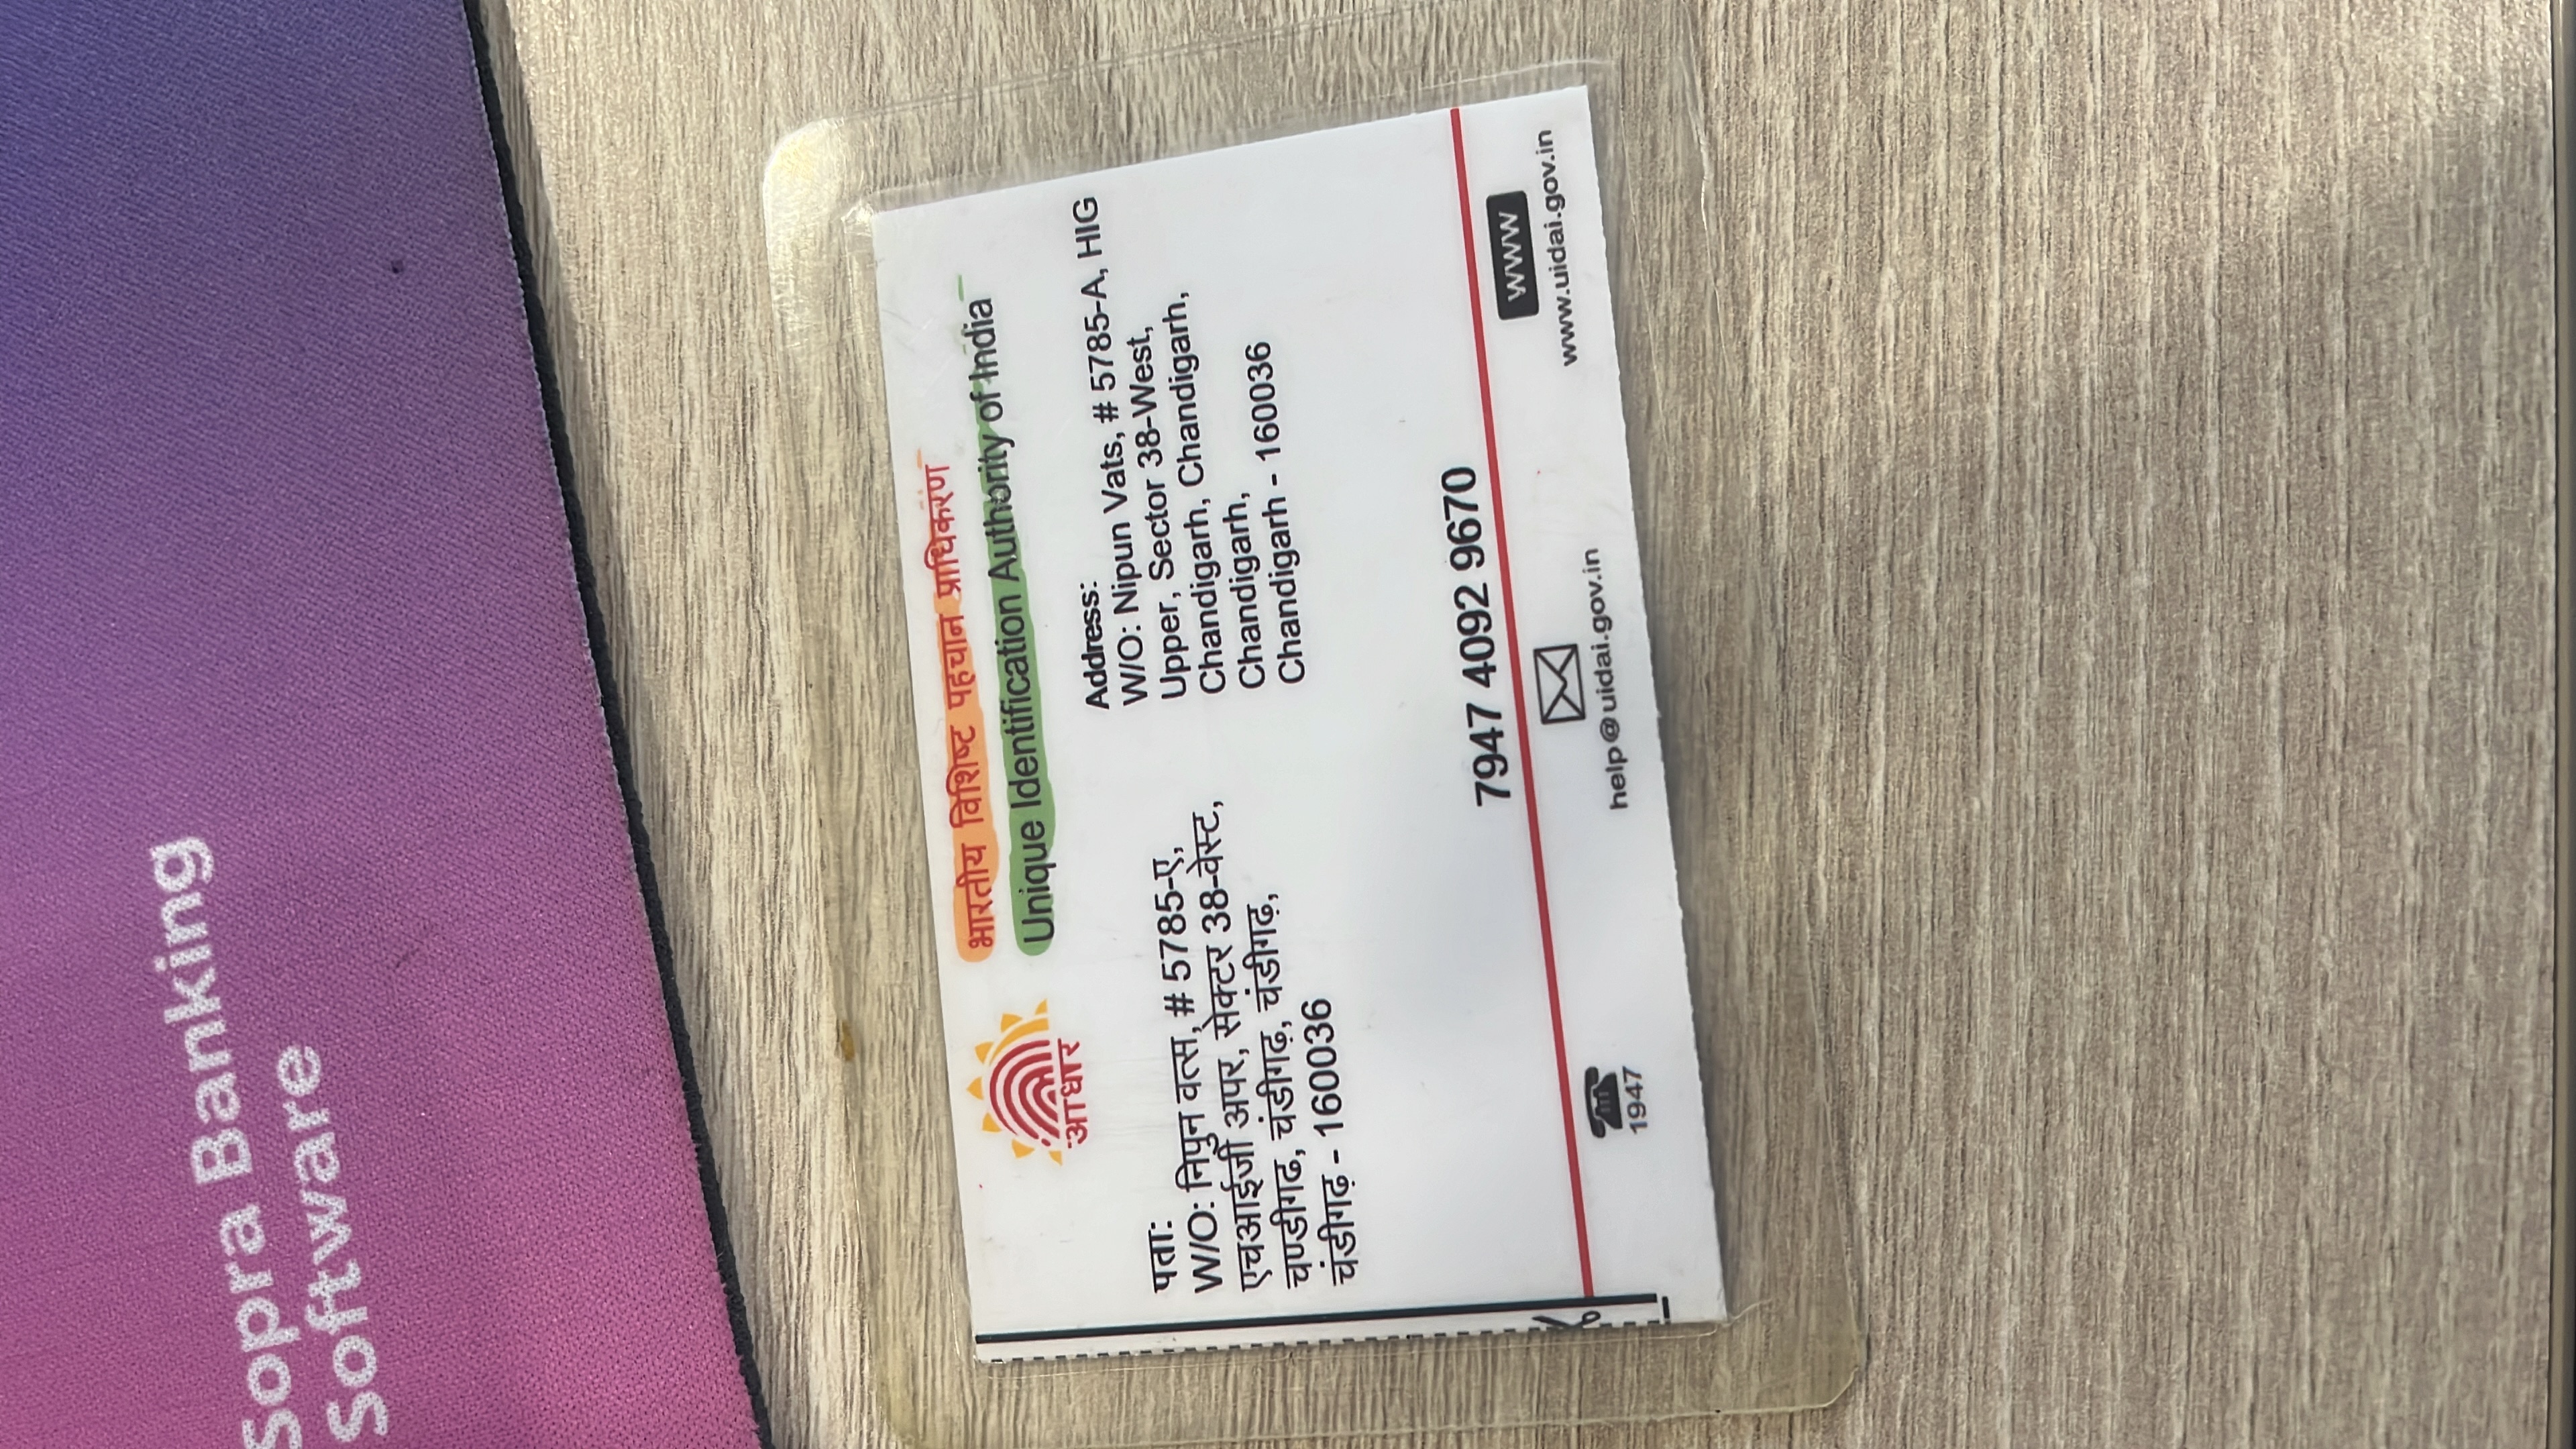 Sopra Banking
Software
आधार
भारतीय विशिष्ट पहचान प्राधिकरण
Unique Identification Authority of India
पता:
W/O: निपुन वत्स, # 5785-ए,
एचआईजी अपर, सेक्टर 38-वेस्ट,
चण्डीगढ, चंडीगढ़, चंडीगढ़,
चंडीगढ़ - 160036
Address:
W/O: Nipun Vats, # 5785-A, HIG
Upper, Sector 38-West,
Chandigarh, Chandigarh,
Chandigarh,
Chandigarh - 160036
7947 4092 9670
1947
help@uidai.gov.in
www
www.uidai.gov.in